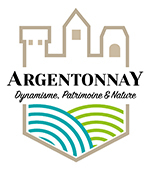 ARGENTONNAY
Dynamisme, Patrimoine & Nature